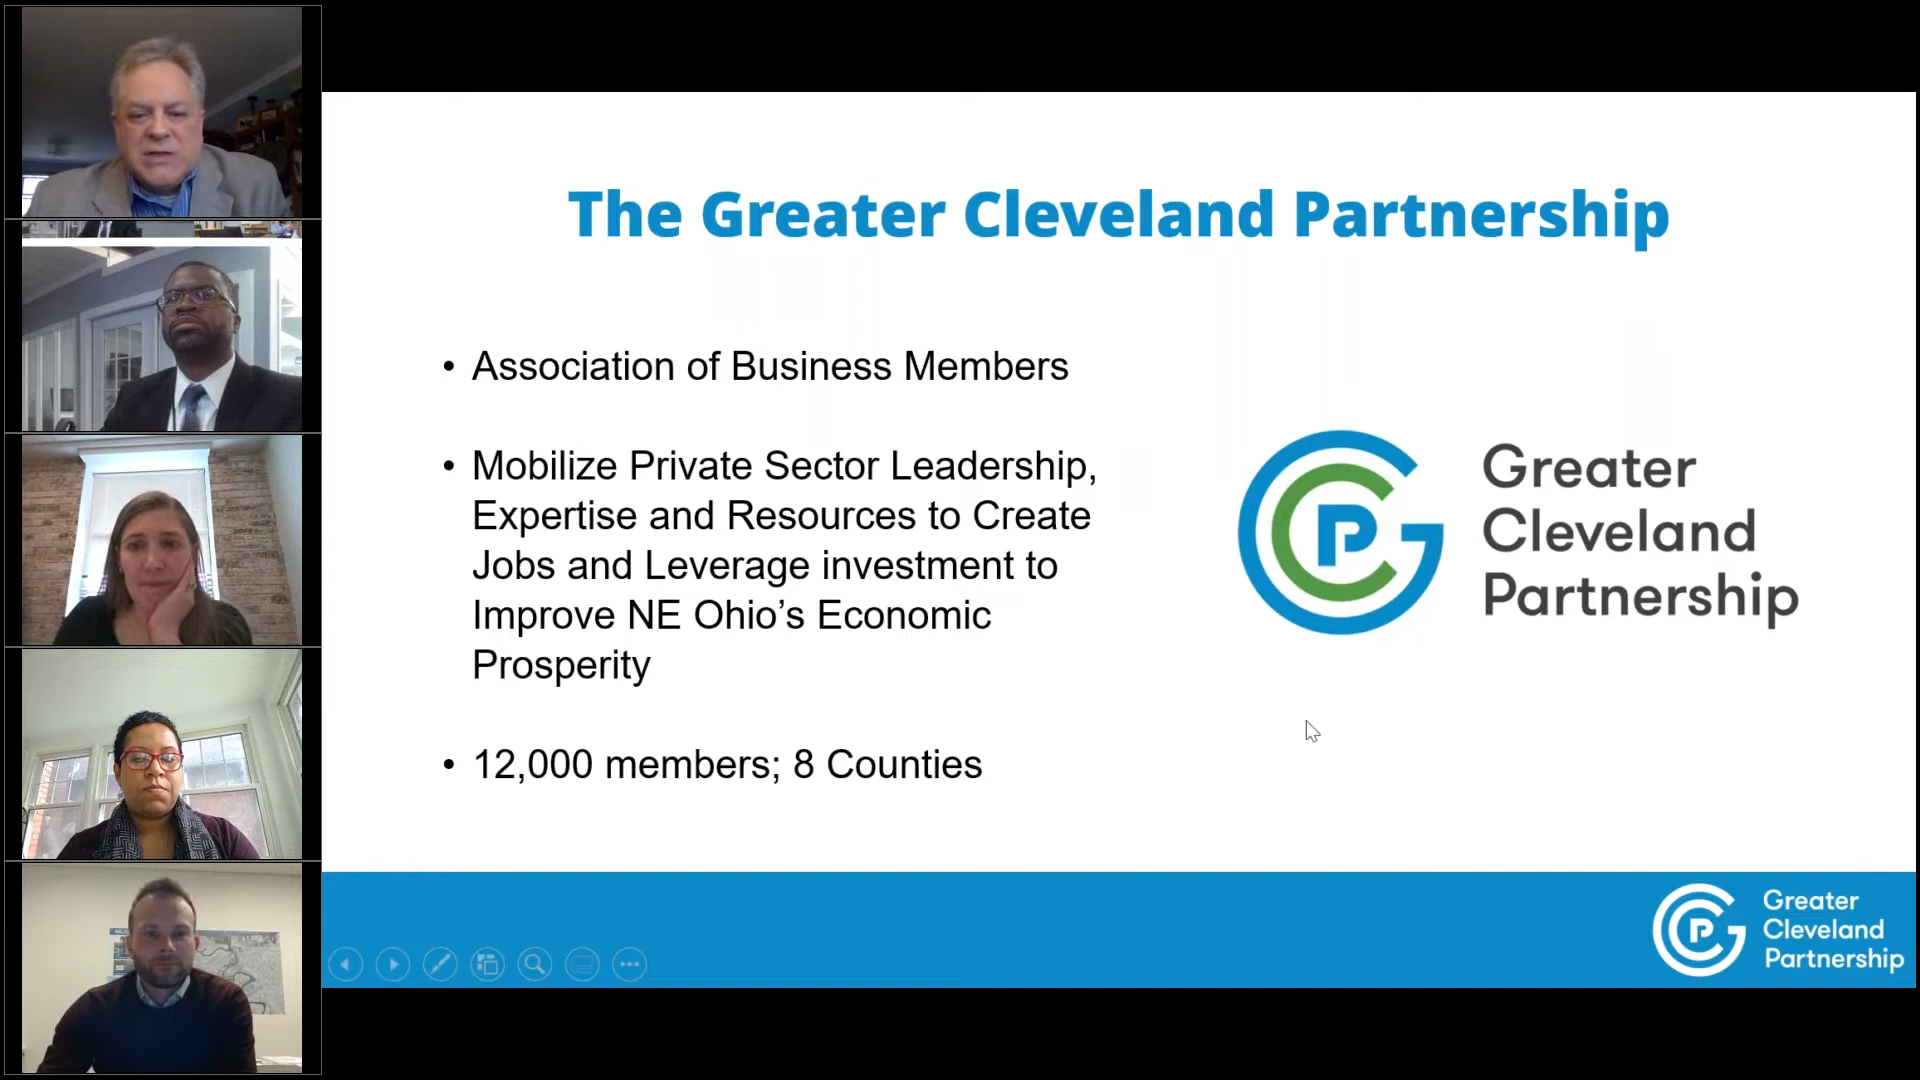 The Greater Cleveland Partnership
• Association of Business Members
• Mobilize Private Sector Leadership,
Expertise and Resources to Create
Jobs and Leverage investment to
Improve NE Ohio’s Economic
Prosperity
• 12,000 members; 8 Counties
GCP
Greater
Cleveland
Partnership
GCP
Greater
Cleveland
Partnership